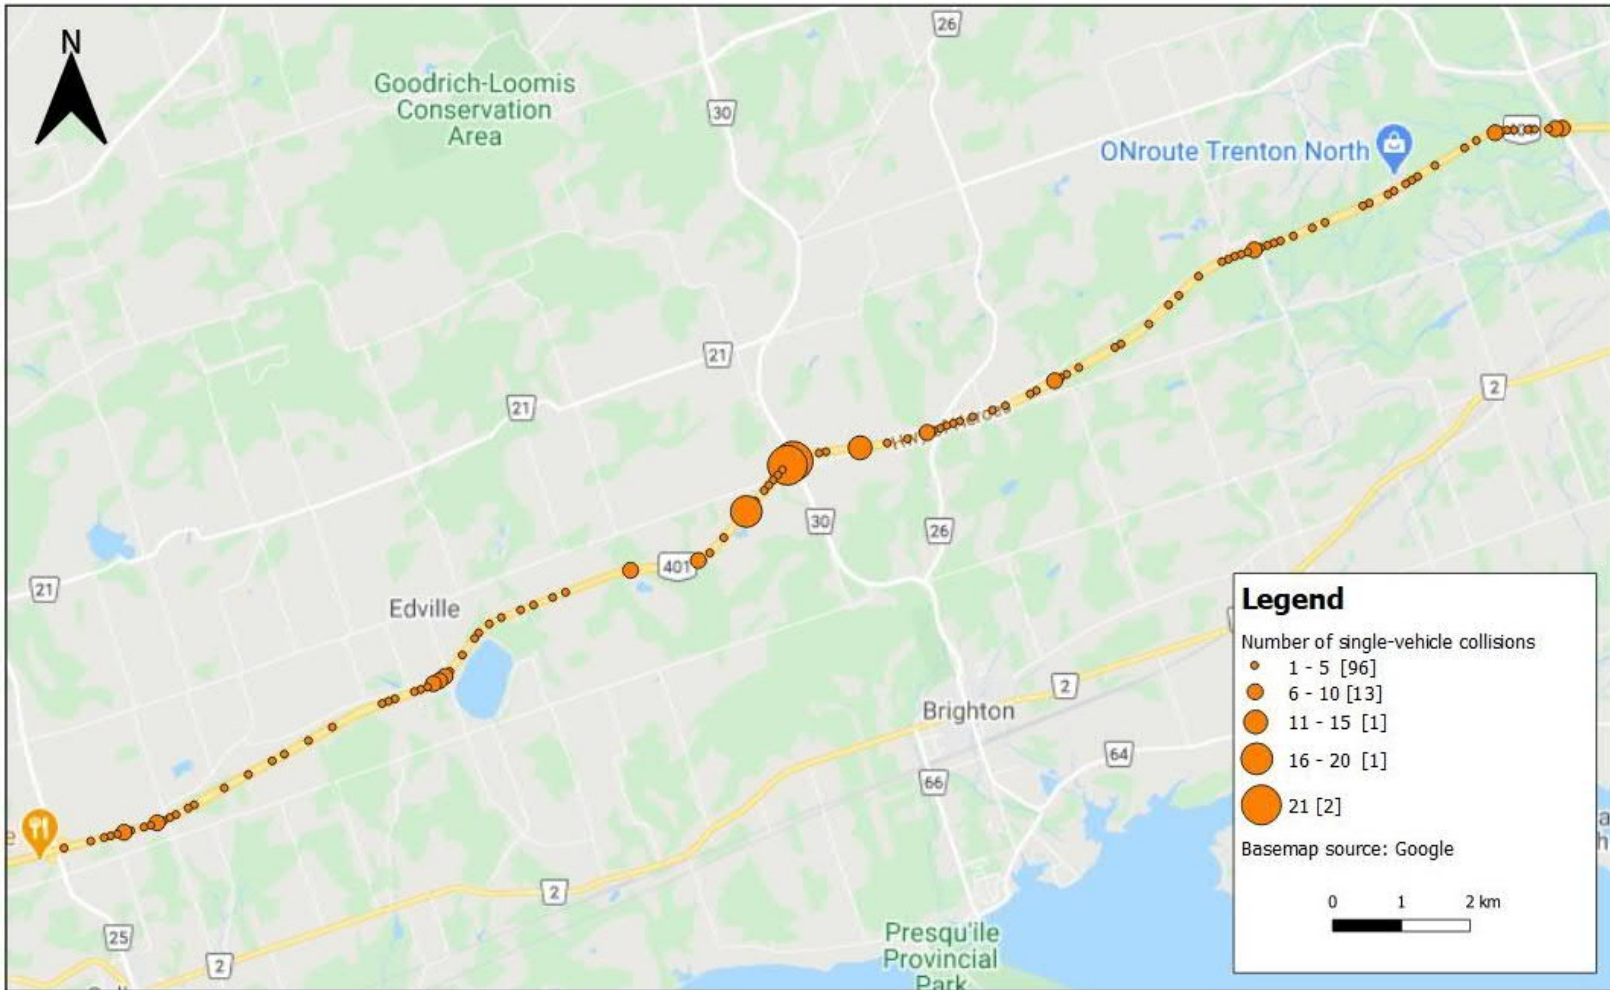 N
26
Goodrich-Loomis
Conservation
Area
30
ONroute Trenton North
21
21
2
401
30
26
21
Edville
Legend
Number of single-vehicle collisions
1 - 5 [96]
6 - 10 [13]
11 - 15 [1]
16 - 20 [1]
21 [2]
Basemap source: Google
0 1 2 km
2
Brighton
64
66
e
2
25
2
Presqu'ile
Provincial
Park